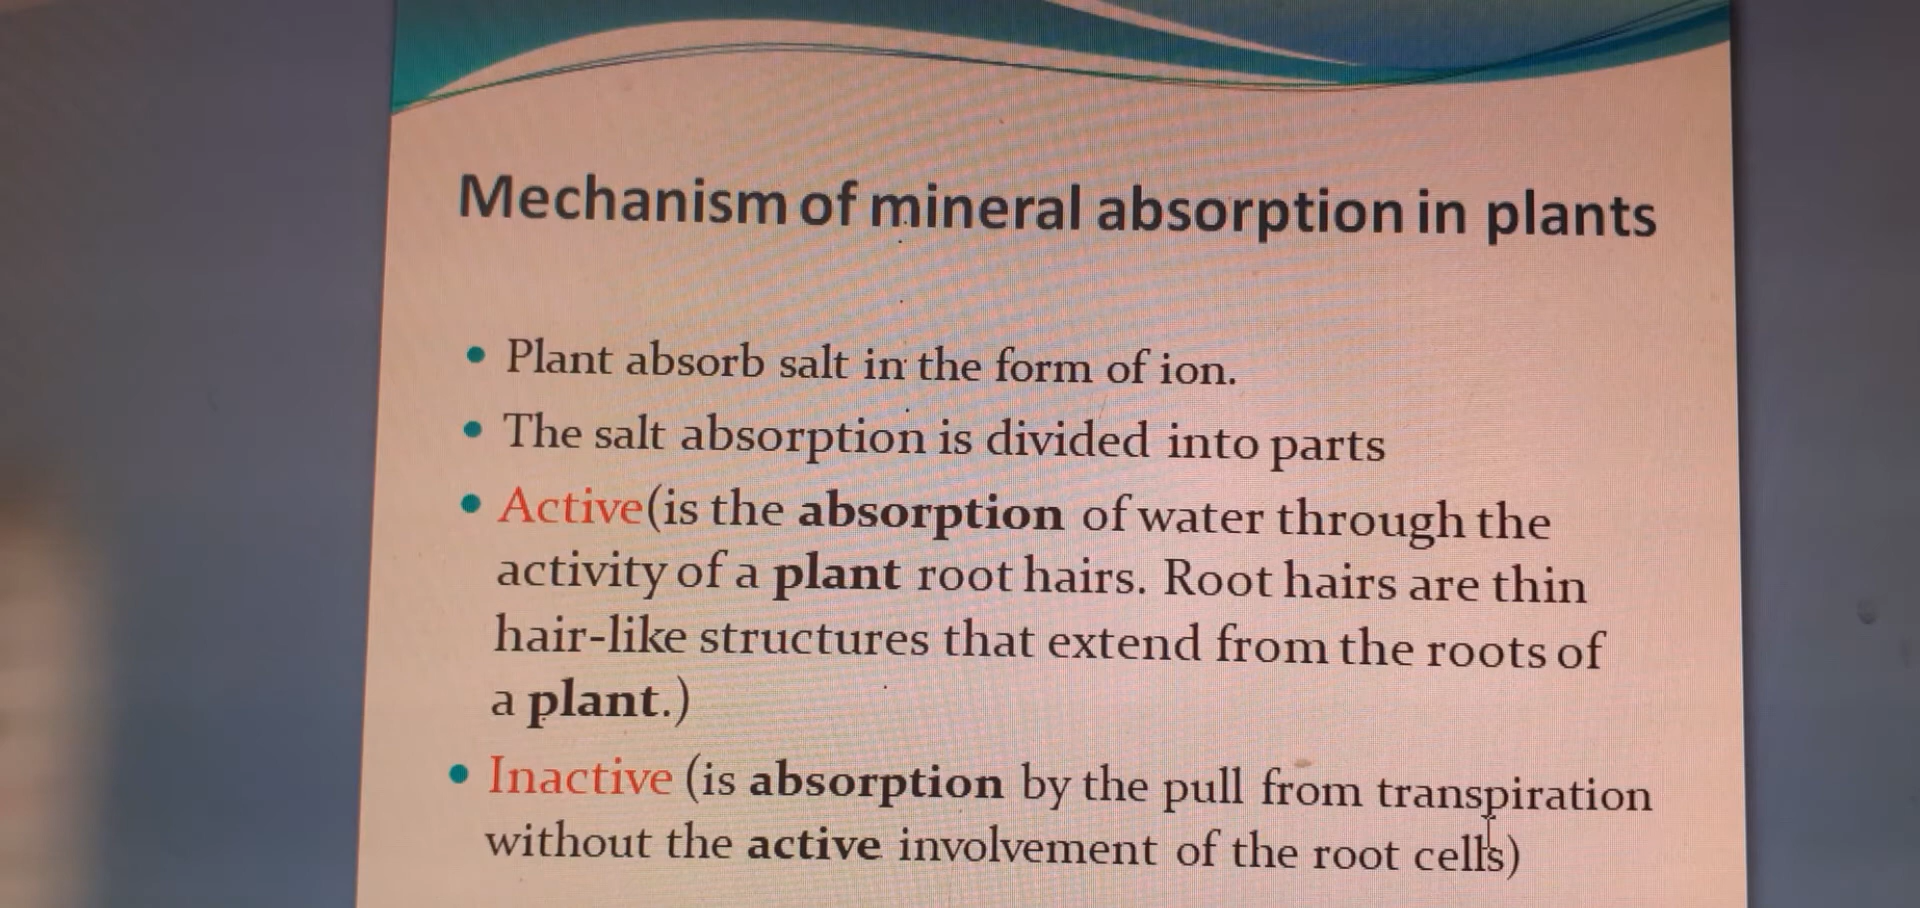 Mechanism of mineral absorption in plants
• Plant absorb salt in the form of ion.
• The salt absorption is divided into parts
• Active(is the absorption of water through the
activity of a plant root hairs. Root hairs are thin
hair-like structures that extend from the roots of
a plant.)
• Inactive (is absorption by the pull from transpiration
without the active involvement of the root cells)